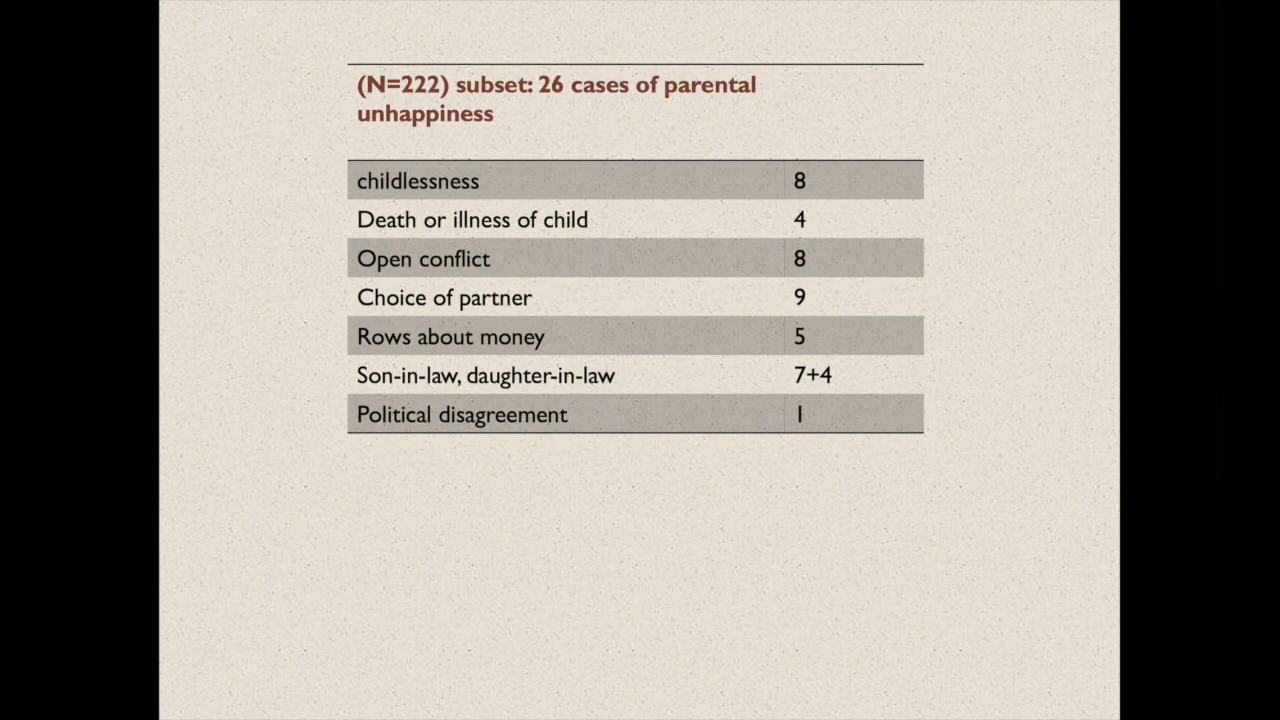 (N=222) subset: 26 cases of parental
unhappiness
childlessness 8
Death or illness of child 4
Open conflict 8
Choice of partner 9
Rows about money 5
Son-in-law, daughter-in-law 7+4
Political disagreement 1